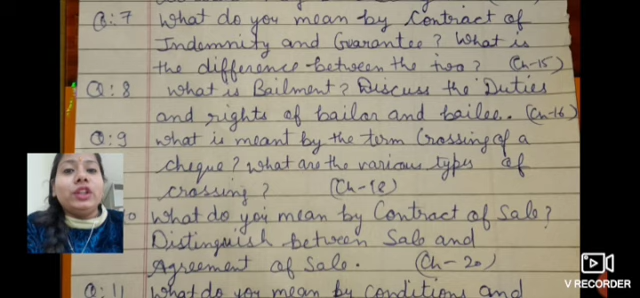 Q:7 What do you mean by Contract of
Indemnity and Guarantee? What is
the difference between the two? (Ch-15)
Q:8 What is Bailment? Discuss the Duties
and rights of bailor and bailee. (Ch-16)
Q:9 What is meant by the term Crossing of a
cheque? What are the various types of
crossing? (Ch-18)
0 What do you mean by Contract of Sale?
Distinguish between Sale and
Agreement of Sale. (Ch-20)
Q:11 What do you mean by conditions and
V RECORDER